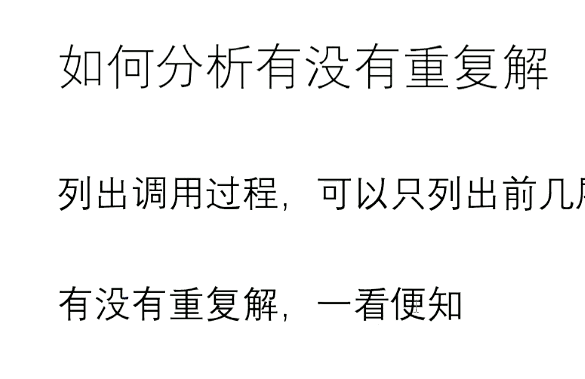 如何分析有没有重复解
列出调用过程，可以只列出前几
有没有重复解，一看便知